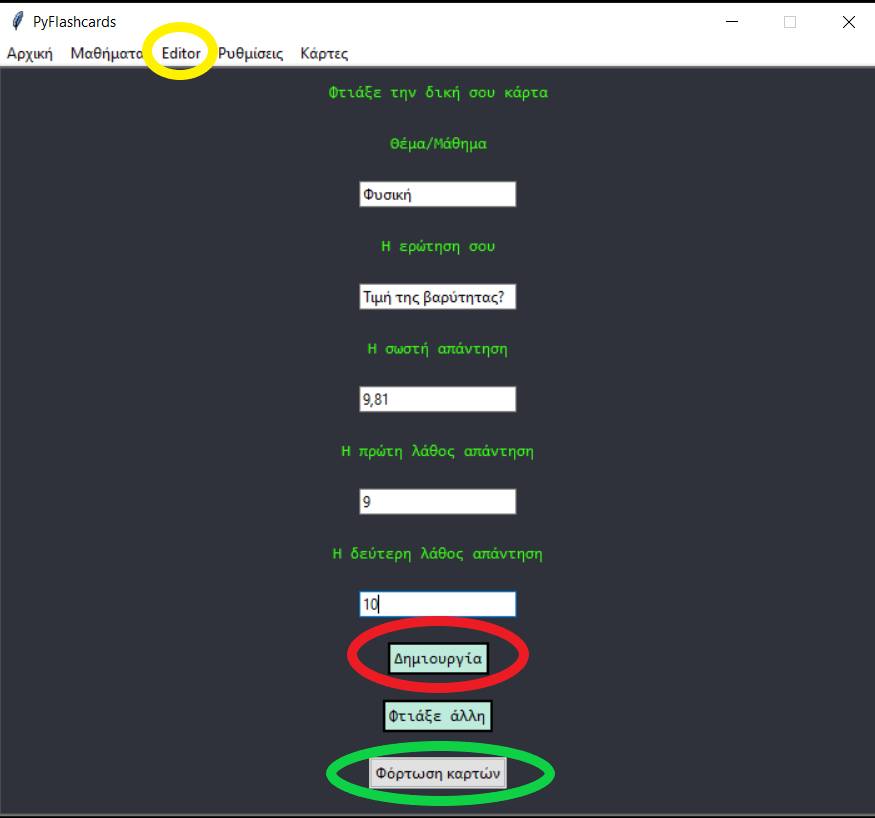 PyFlashcards
Αρχική Μαθήματα Editor Ρυθμίσεις Κάρτες
Φτιάξε την δική σου κάρτα
Θέμα/Μάθημα
Φυσική
Η ερώτηση σου
Τιμή της βαρύτητας?
Η σωστή απάντηση
9,81
Η πρώτη λάθος απάντηση
9
Η δεύτερη λάθος απάντηση
10
Δημιουργία
Φτιάξε άλλη
Φόρτωση καρτών